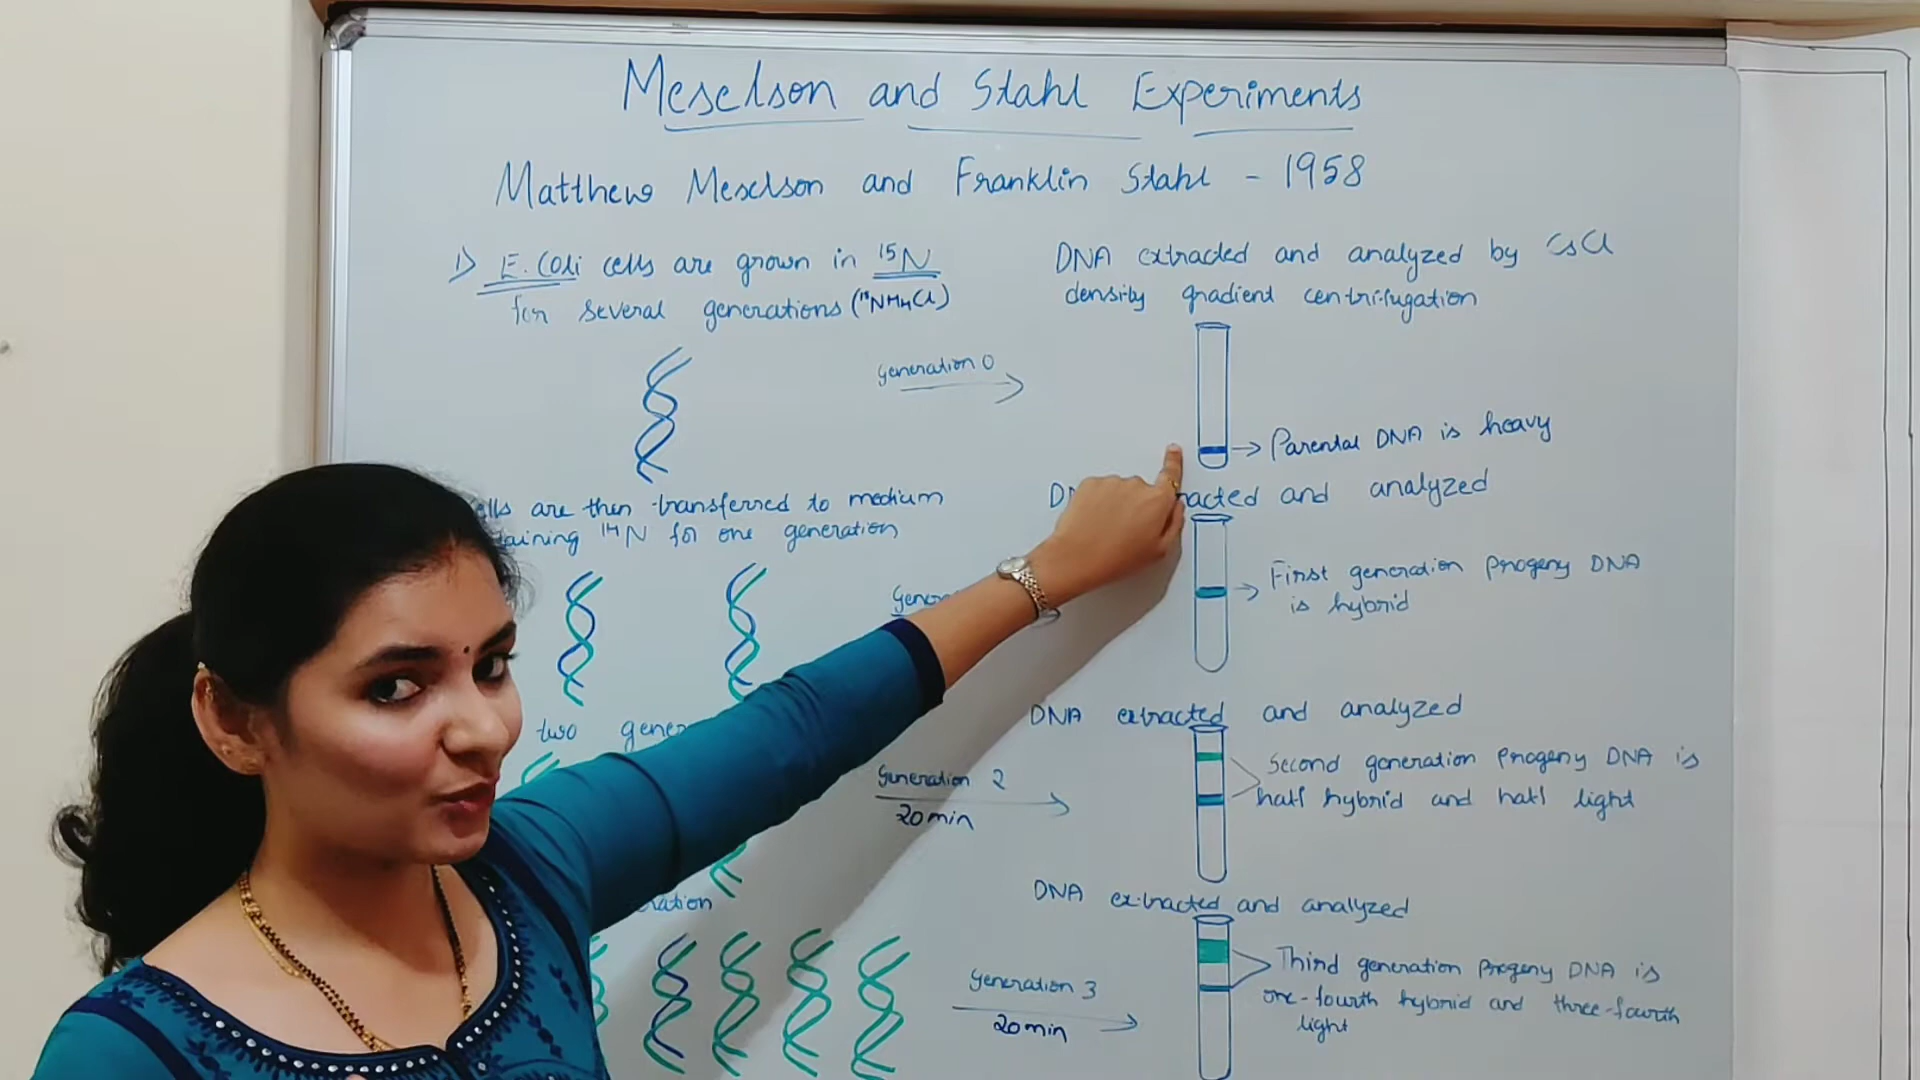 Meselson and Stahl Experiments
Matthew Meselson and Franklin Stahl - 1958
1) E. Coli cells are grown in ¹⁵N
for several generations (¹⁵NH₄Cl)
DNA extracted and analyzed by CsCl
density gradient centrifugation
Generation 0
Parental DNA is heavy
are then transferred to medium
¹⁴N for one generation
and analyzed
First generation Progeny DNA
is hybrid
two
DNA extracted and analyzed
Generation 2
20 min
Second generation Progeny DNA is
half hybrid and half light
DNA extracted and analyzed
Generation 3
20 min
Third generation Progeny DNA is
one-fourth hybrid and three-fourth
light